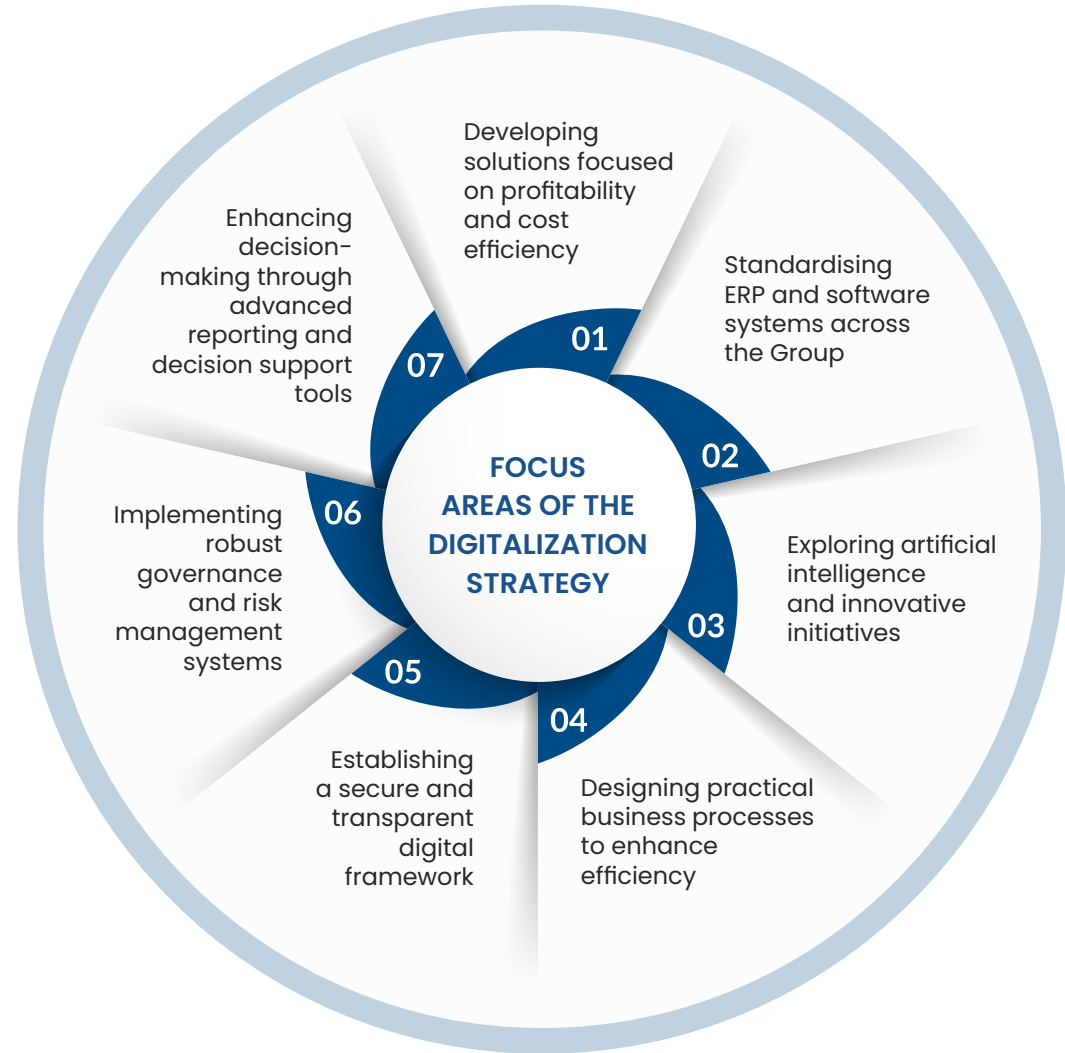 FOCUS
AREAS OF THE
DIGITALIZATION
STRATEGY
01
Developing
solutions focused
on profitability
and cost
efficiency
02
Standardising
ERP and software
systems across
the Group
03
Exploring artificial
intelligence
and innovative
initiatives
04
Designing practical
business processes
to enhance
efficiency
05
Establishing
a secure and
transparent
digital
framework
06
Implementing
robust
governance
and risk
management
systems
07
Enhancing
decision-
making through
advanced
reporting and
decision support
tools